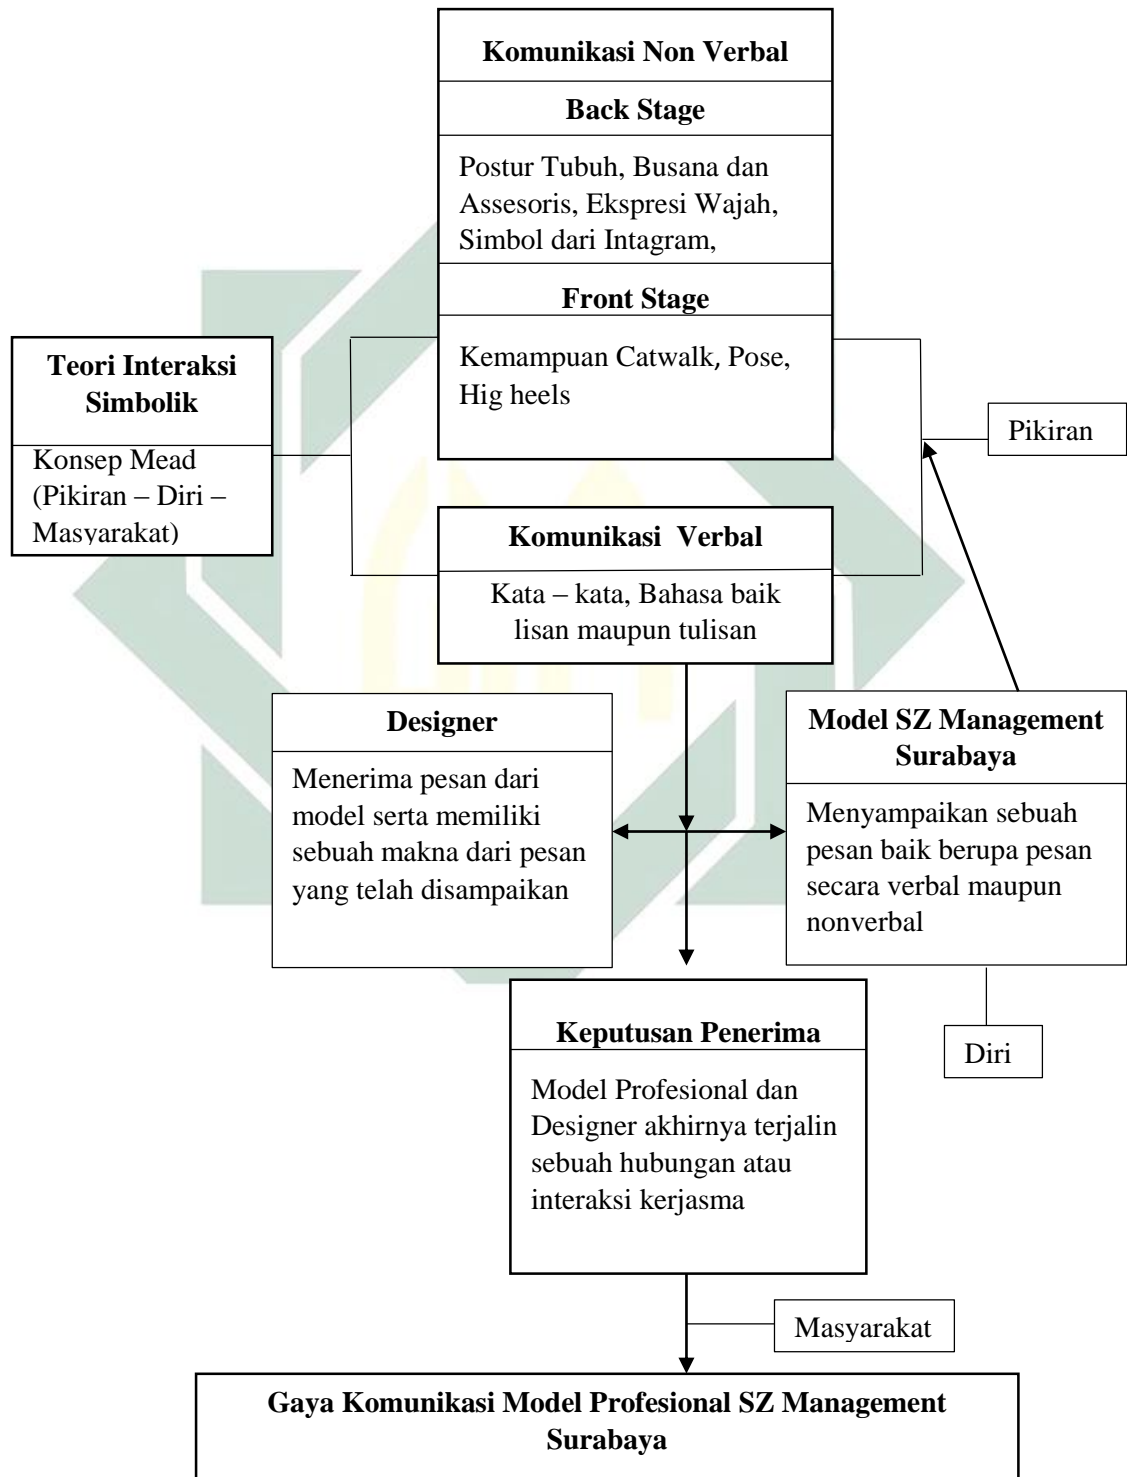 Komunikasi Non Verbal
Back Stage
Postur Tubuh, Busana dan
Assesoris, Ekspresi Wajah,
Simbol dari Intagram,
Front Stage
Kemampuan Catwalk, Pose,
Hig heels
Teori Interaksi
Simbolik
Konsep Mead
(Pikiran – Diri –
Masyarakat)
Pikiran
Komunikasi Verbal
Kata – kata, Bahasa baik
lisan maupun tulisan
Designer
Menerima pesan dari
model serta memiliki
sebuah makna dari pesan
yang telah disampaikan
Model SZ Management
Surabaya
Menyampaikan sebuah
pesan baik berupa pesan
secara verbal maupun
nonverbal
Diri
Keputusan Penerima
Model Profesional dan
Designer akhirnya terjalin
sebuah hubungan atau
interaksi kerjasma
Masyarakat
Gaya Komunikasi Model Profesional SZ Management
Surabaya